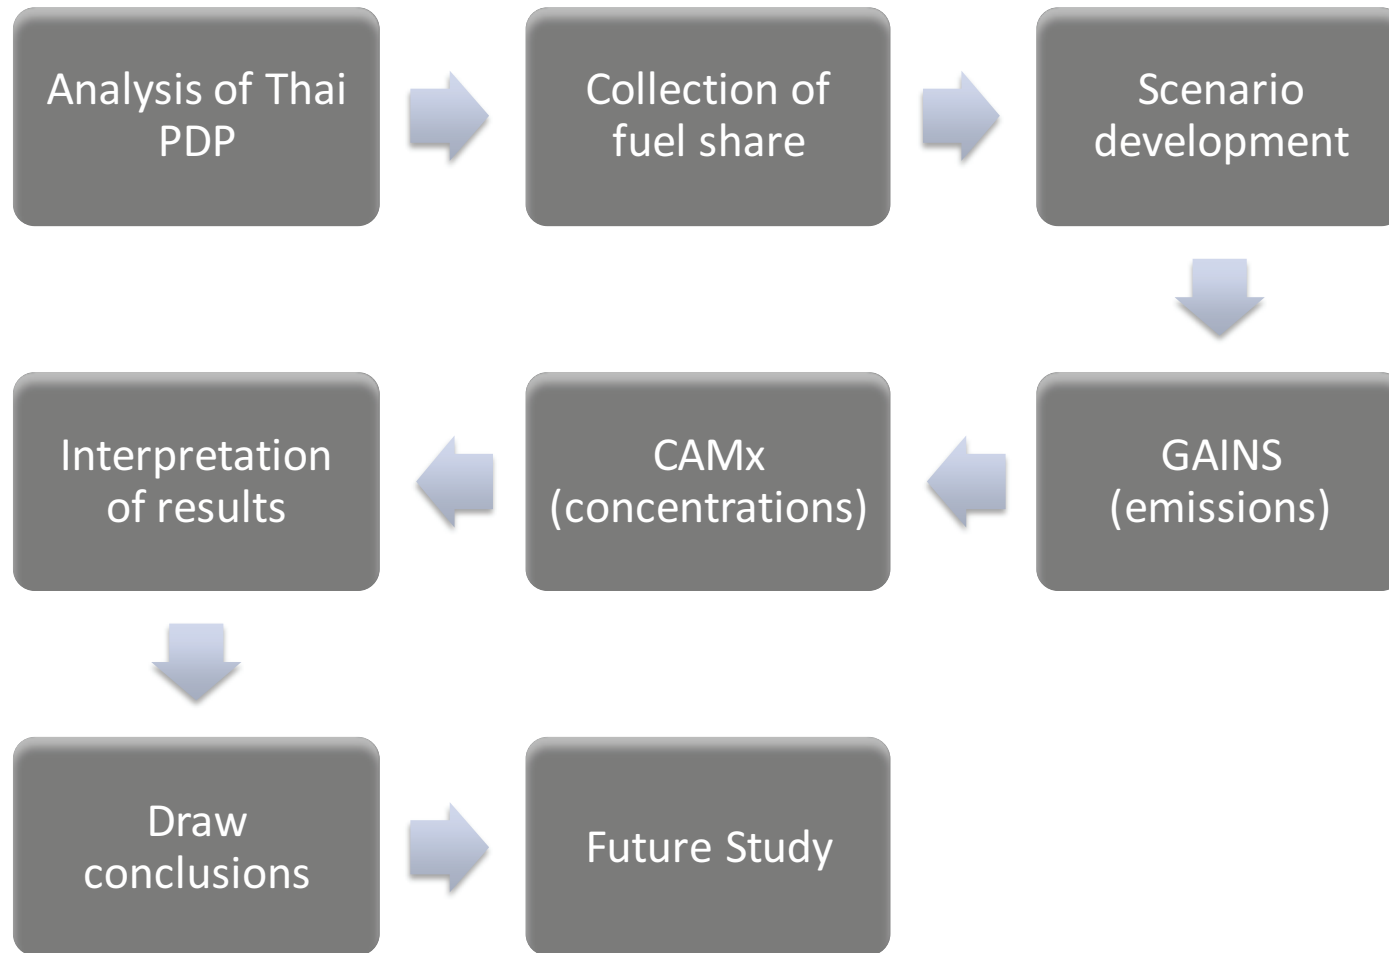 Analysis of Thai
PDP
Collection of
fuel share
Scenario
development
GAINS
(emissions)
CAMx
(concentrations)
Interpretation
of results
Draw
conclusions
Future Study